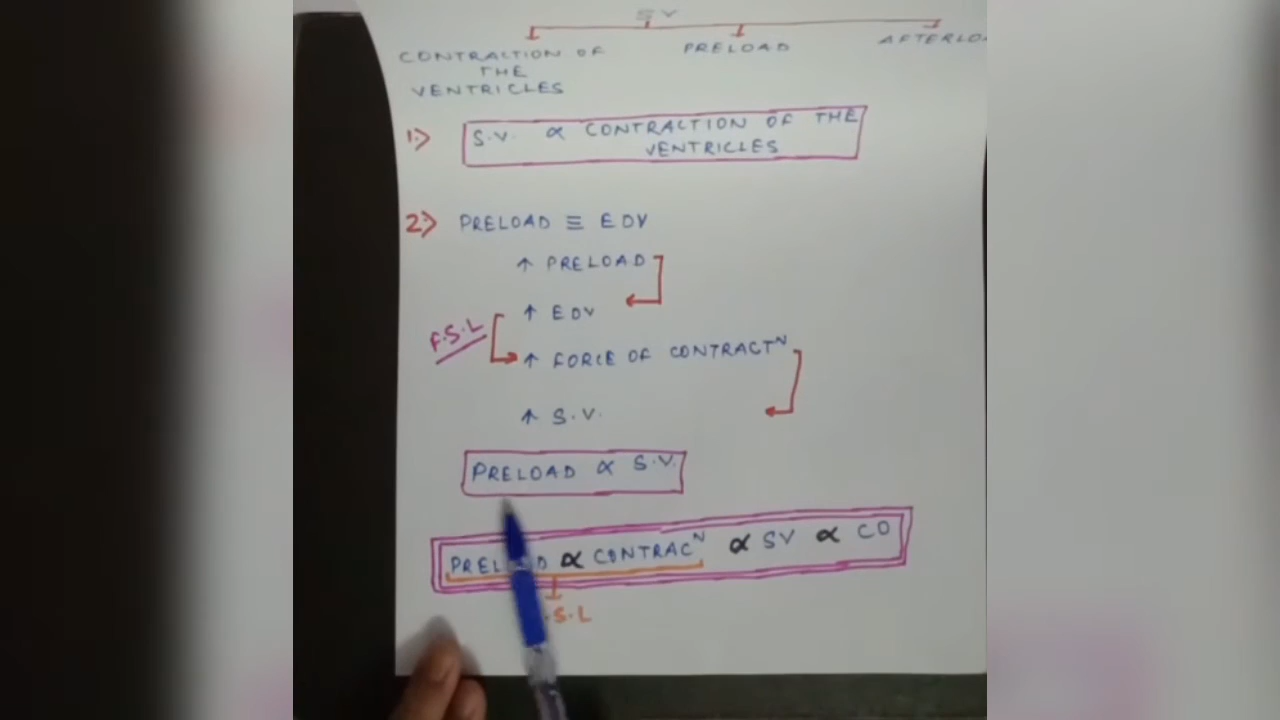 SV
CONTRACTION OF PRELOAD
THE
VENTRICLES
1:> S.V. ∝ CONTRACTION OF THE
VENTRICLES
2:> PRELOAD ≡ EDV
↑ PRELOAD
↑ EDV
F.S.L
↑ FORCE OF CONTRACTᴺ
↑ S.V.
PRELOAD ∝ S.V.
∝ CONTRACᴺ ∝ SV ∝ CO
.S.L